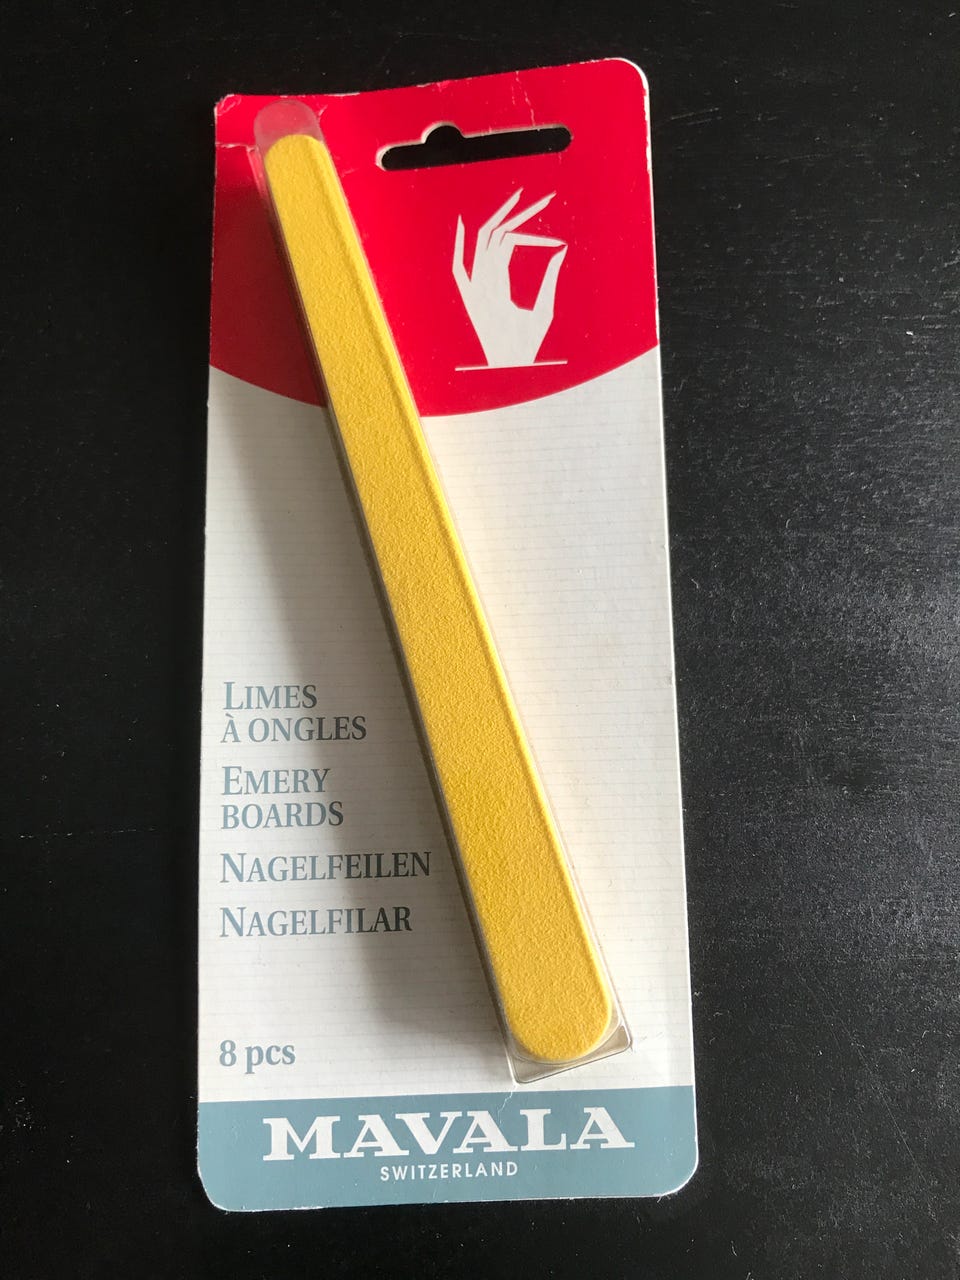 LIMES
À ONGLES
EMERY
BOARDS
NAGELFEILEN
NAGELFILAR
8 pcs
MAVALA
SWITZERLAND